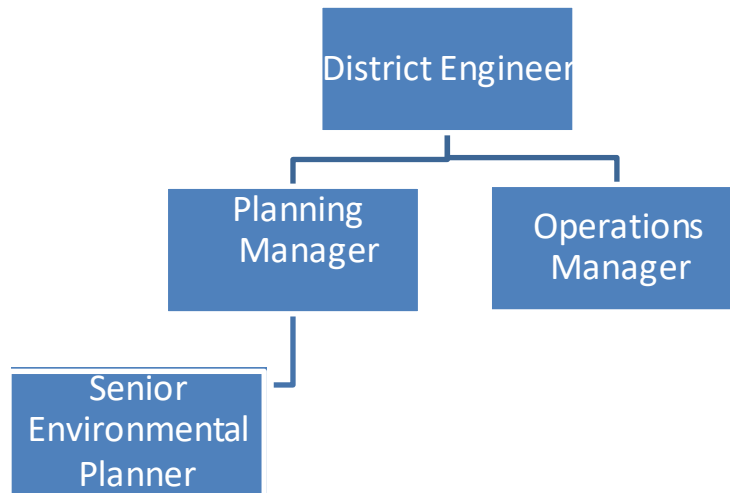 District Engineer
Planning
Manager
Operations
Manager
Senior
Environmental
Planner